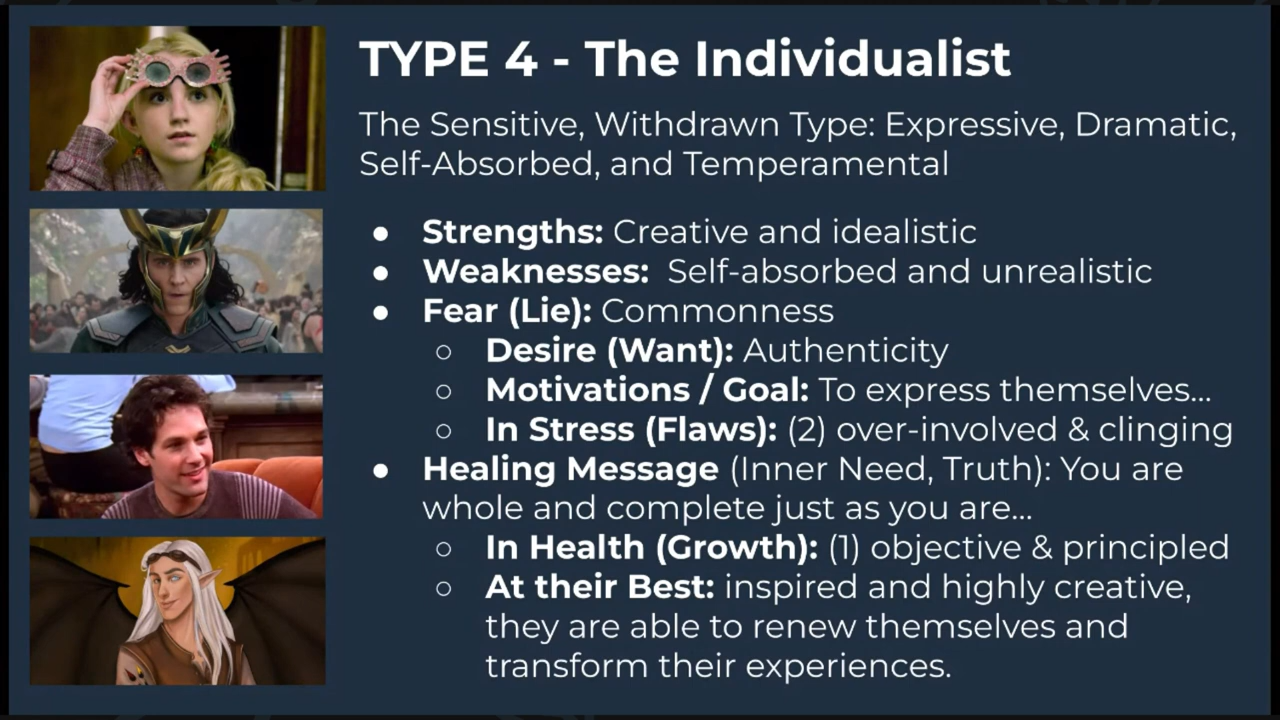 TYPE 4 - The Individualist
The Sensitive, Withdrawn Type: Expressive, Dramatic,
Self-Absorbed, and Temperamental
● Strengths: Creative and idealistic
● Weaknesses: Self-absorbed and unrealistic
● Fear (Lie): Commonness
○ Desire (Want): Authenticity
○ Motivations / Goal: To express themselves...
○ In Stress (Flaws): (2) over-involved & clinging
● Healing Message (Inner Need, Truth): You are
whole and complete just as you are...
○ In Health (Growth): (1) objective & principled
○ At their Best: inspired and highly creative,
they are able to renew themselves and
transform their experiences.